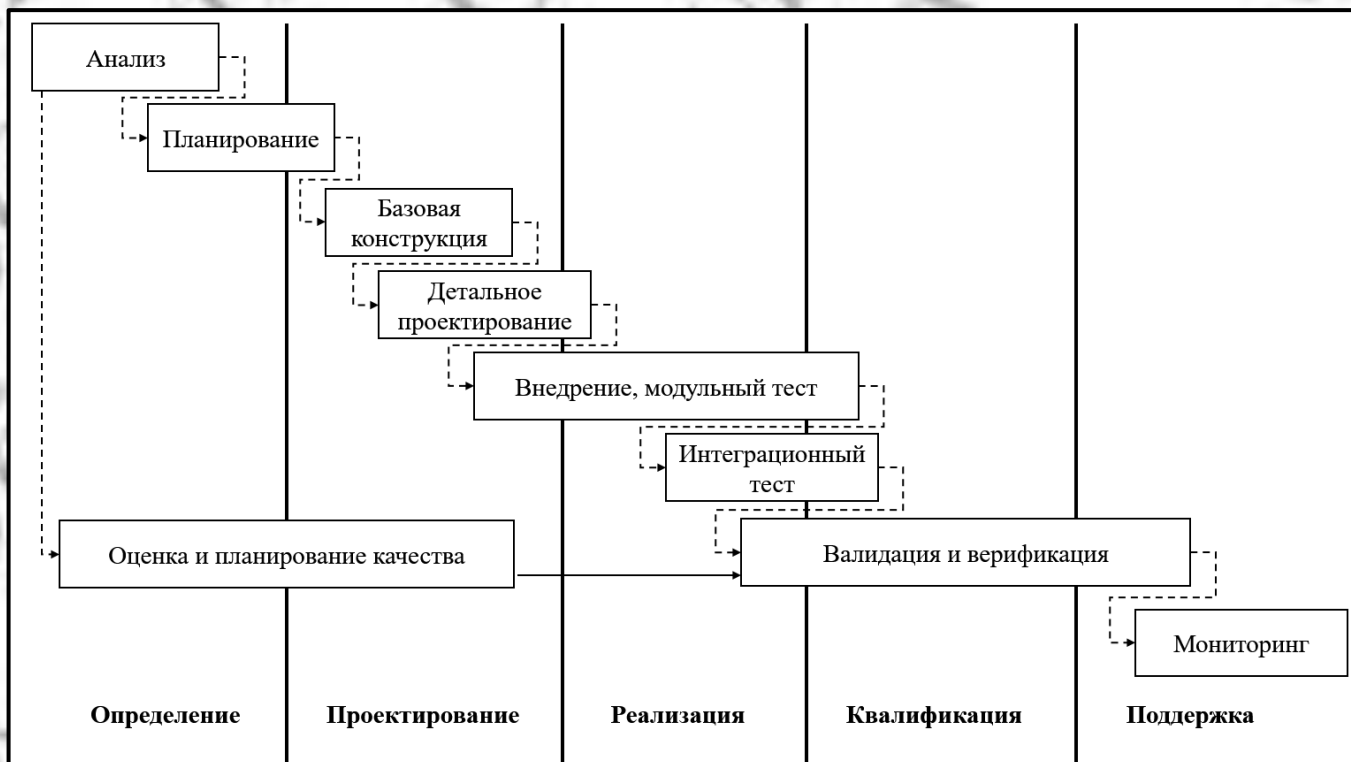 Анализ
Планирование
Базовая
конструкция
Детальное
проектирование
Внедрение, модульный тест
Интеграционный
тест
Оценка и планирование качества
Валидация и верификация
Мониторинг
Определение
Проектирование
Реализация
Квалификация
Поддержка